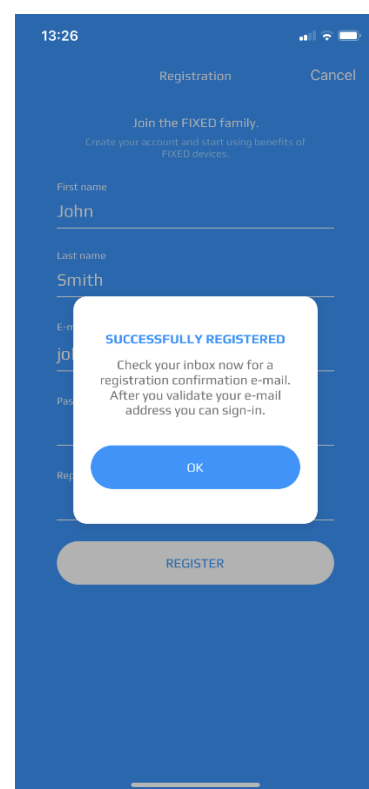 13:26
Registration
Cancel
Join the FIXED family.
Create your account and start using benefits of
FIXED devices.
First name
John
Last name
Smith
SUCCESSFULLY REGISTERED
Check your inbox now for a
registration confirmation e-mail.
After you validate your e-mail
address you can sign-in.
OK
REGISTER